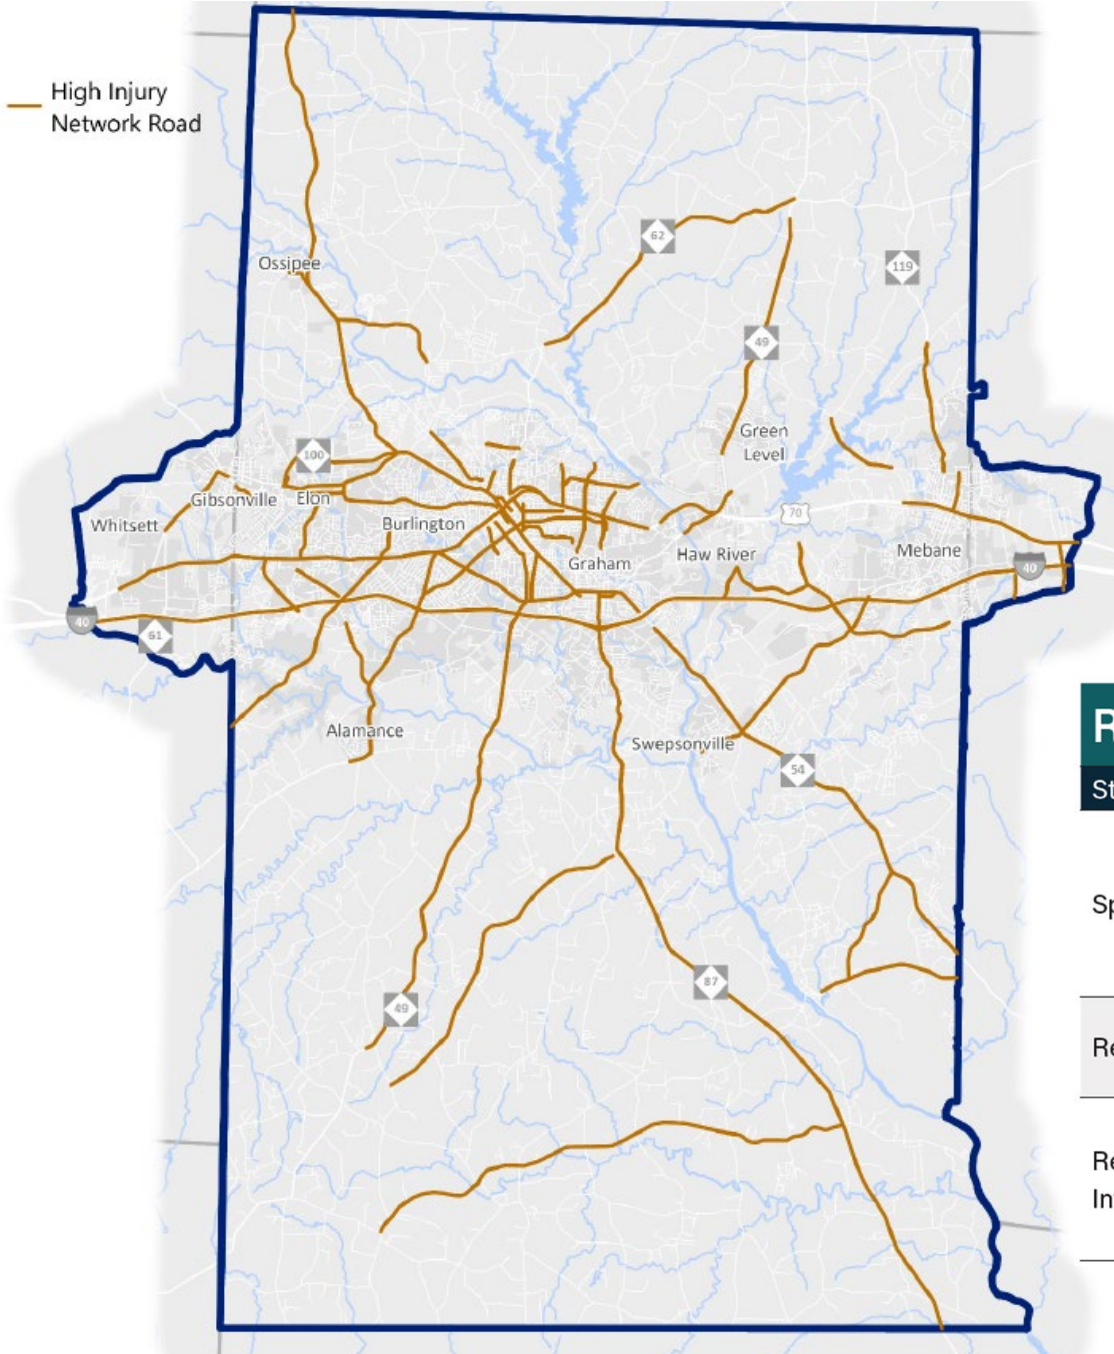 High Injury
Network Road
62
Ossipee
119
49
Green
Level
100
Gibsonville
Elon
Whitsett
Burlington
70
Graham
Haw River
Mebane
40
40
61
Alamance
Swepsonville
54
87
49